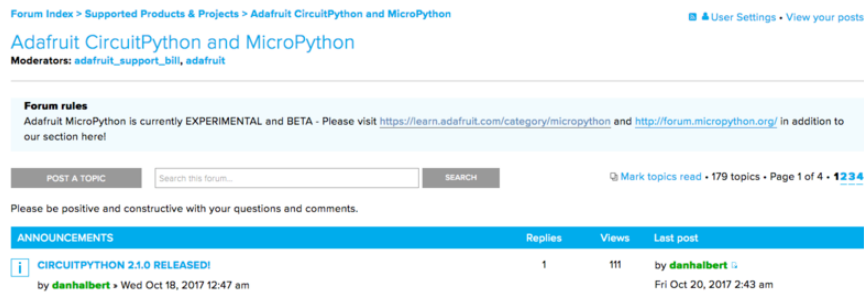 Forum Index > Supported Products & Projects > Adafruit CircuitPython and MicroPython
User Settings • View your posts
Adafruit CircuitPython and MicroPython
Moderators: adafruit_support_bill, adafruit
Forum rules
Adafruit MicroPython is currently EXPERIMENTAL and BETA - Please visit https://learn.adafruit.com/category/micropython and http://forum.micropython.org/ in addition to
our section here!
POST A TOPIC
Search this forum...
SEARCH
Mark topics read • 179 topics • Page 1 of 4 • 1 2 3 4
Please be positive and constructive with your questions and comments.
ANNOUNCEMENTS Replies Views Last post
CIRCUITPYTHON 2.1.0 RELEASED! 1 111 by danhalbert
by danhalbert » Wed Oct 18, 2017 12:47 am Fri Oct 20, 2017 2:43 am